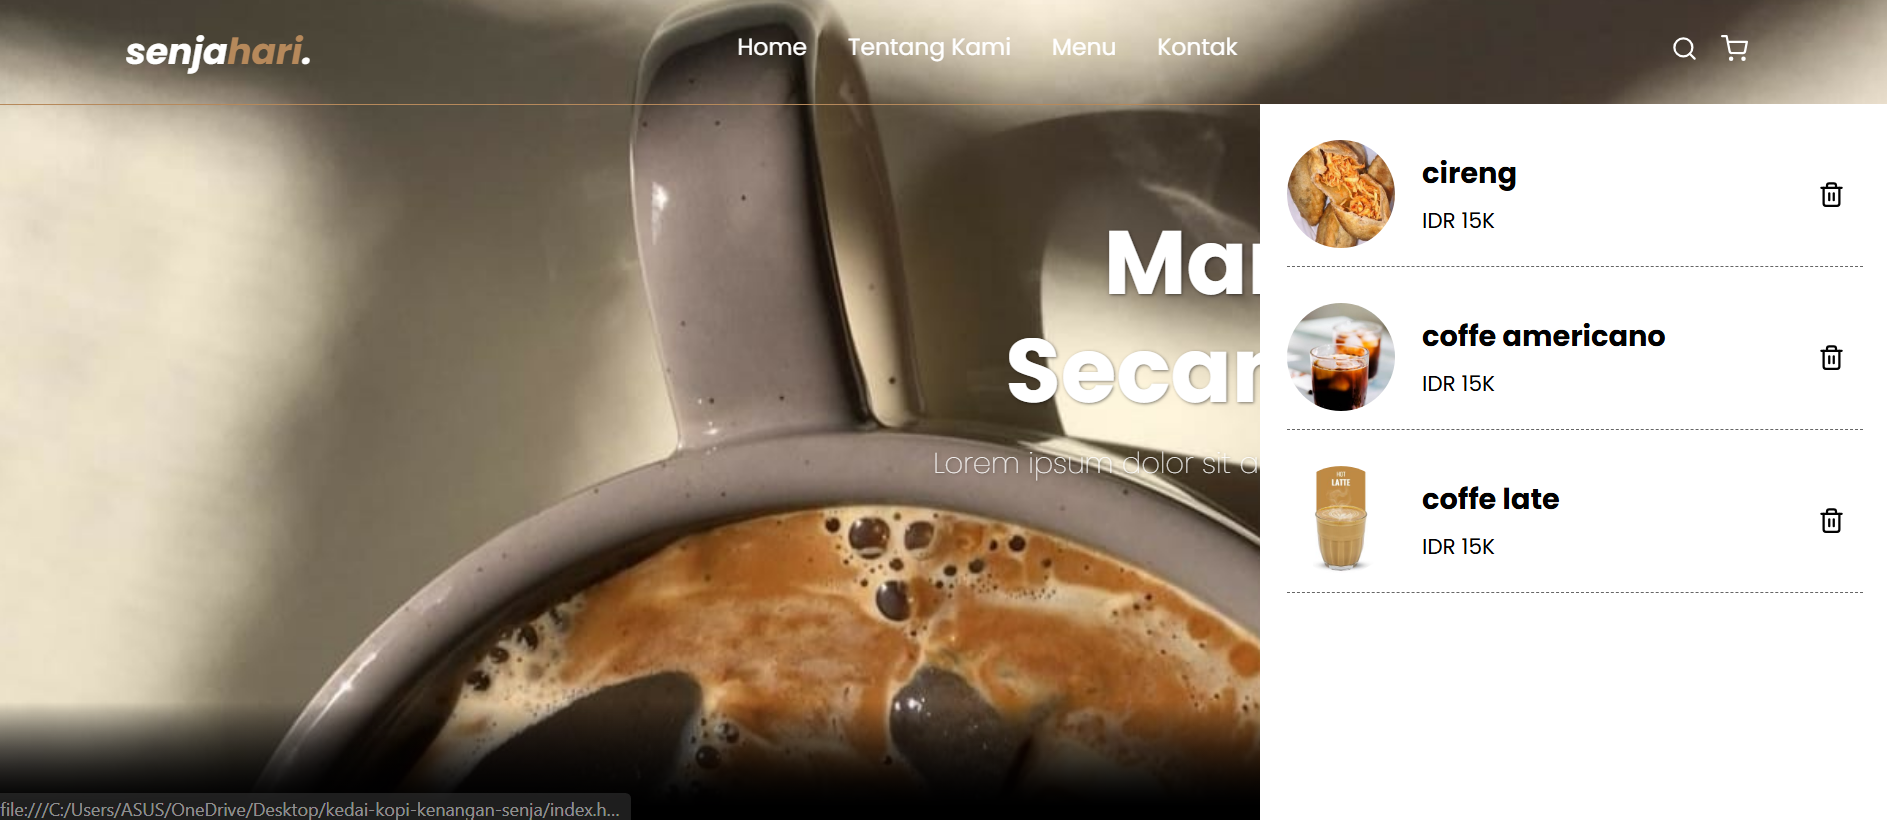 senjahari.
Home Tentang Kami Menu Kontak
Secar
Lorem ipsum dolor sit a
cireng
IDR 15K
coffe americano
IDR 15K
HOT
LATTE
coffe late
IDR 15K
file:///C:/Users/ASUS/OneDrive/Desktop/kedai-kopi-kenangan-senja/index.h...